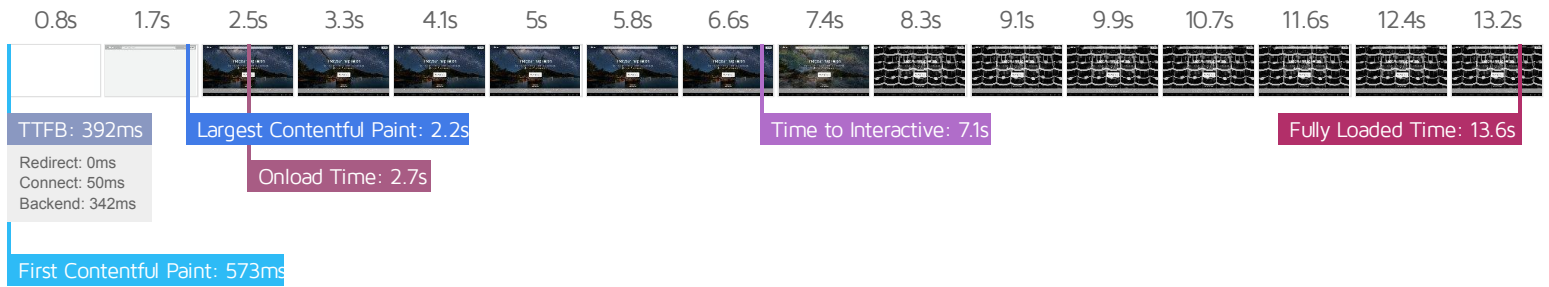 0.8s 1.7s 2.5s 3.3s 4.1s 5s 5.8s 6.6s 7.4s 8.3s 9.1s 9.9s 10.7s 11.6s 12.4s 13.2s
TTFB: 392ms Largest Contentful Paint: 2.2s Time to Interactive: 7.1s Fully Loaded Time: 13.6s
Redirect: 0ms
Connect: 50ms
Backend: 342ms
Onload Time: 2.7s
First Contentful Paint: 573ms